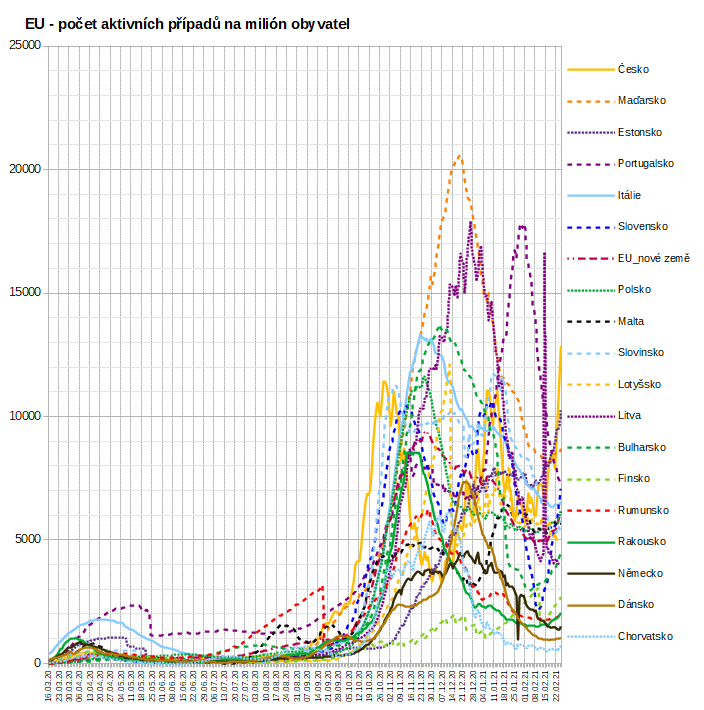 EU - počet aktivních případů na milión obyvatel
25000
20000
15000
10000
5000
0
Česko
Maďarsko
Estonsko
Portugalsko
Itálie
Slovensko
EU_nové země
Polsko
Malta
Slovinsko
Lotyšsko
Litva
Bulharsko
Finsko
Rumunsko
Rakousko
Německo
Dánsko
Chorvatsko
16.03.20
23.03.20
30.03.20
06.04.20
13.04.20
20.04.20
27.04.20
04.05.20
11.05.20
18.05.20
25.05.20
01.06.20
08.06.20
15.06.20
22.06.20
29.06.20
06.07.20
13.07.20
20.07.20
27.07.20
03.08.20
10.08.20
17.08.20
24.08.20
31.08.20
07.09.20
14.09.20
21.09.20
28.09.20
05.10.20
12.10.20
19.10.20
26.10.20
02.11.20
09.11.20
16.11.20
23.11.20
30.11.20
07.12.20
14.12.20
21.12.20
28.12.20
04.01.21
11.01.21
18.01.21
25.01.21
01.02.21
08.02.21
15.02.21
22.02.21